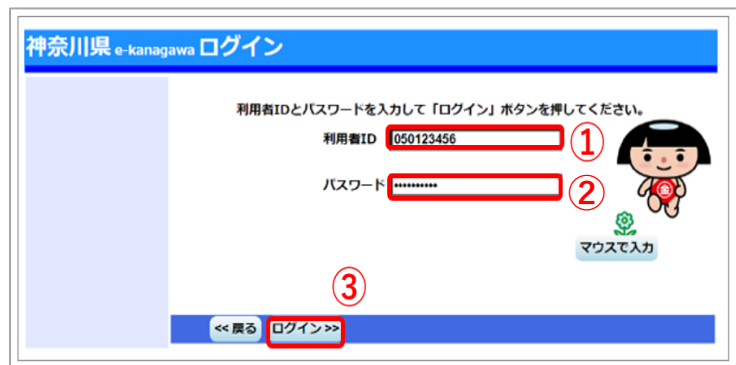 神奈川県 e-kanagawa ログイン
利用者IDとパスワードを入力して「ログイン」ボタンを押してください。
利用者ID 050123456 ①
パスワード •••••••••• ②
金
マウスで入力
③
<< 戻る ログイン >>